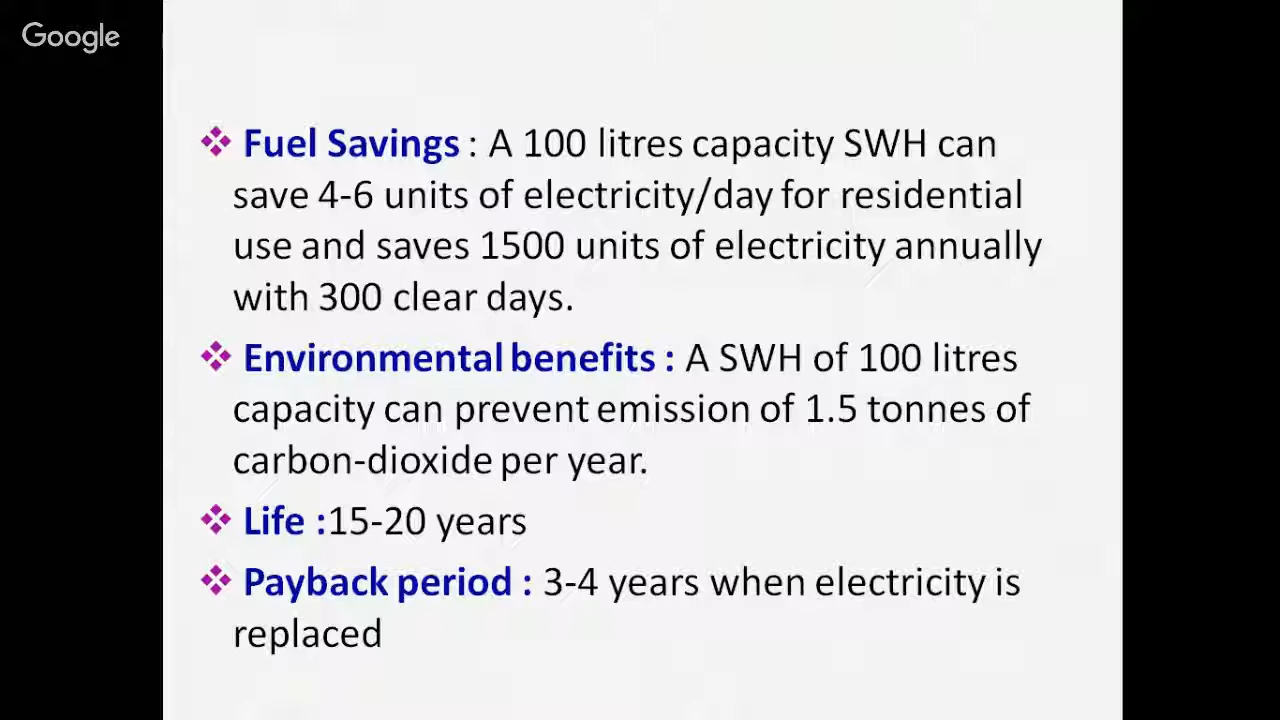 Google
❖ Fuel Savings : A 100 litres capacity SWH can
save 4-6 units of electricity/day for residential
use and saves 1500 units of electricity annually
with 300 clear days.
❖ Environmental benefits : A SWH of 100 litres
capacity can prevent emission of 1.5 tonnes of
carbon-dioxide per year.
❖ Life :15-20 years
❖ Payback period : 3-4 years when electricity is
replaced